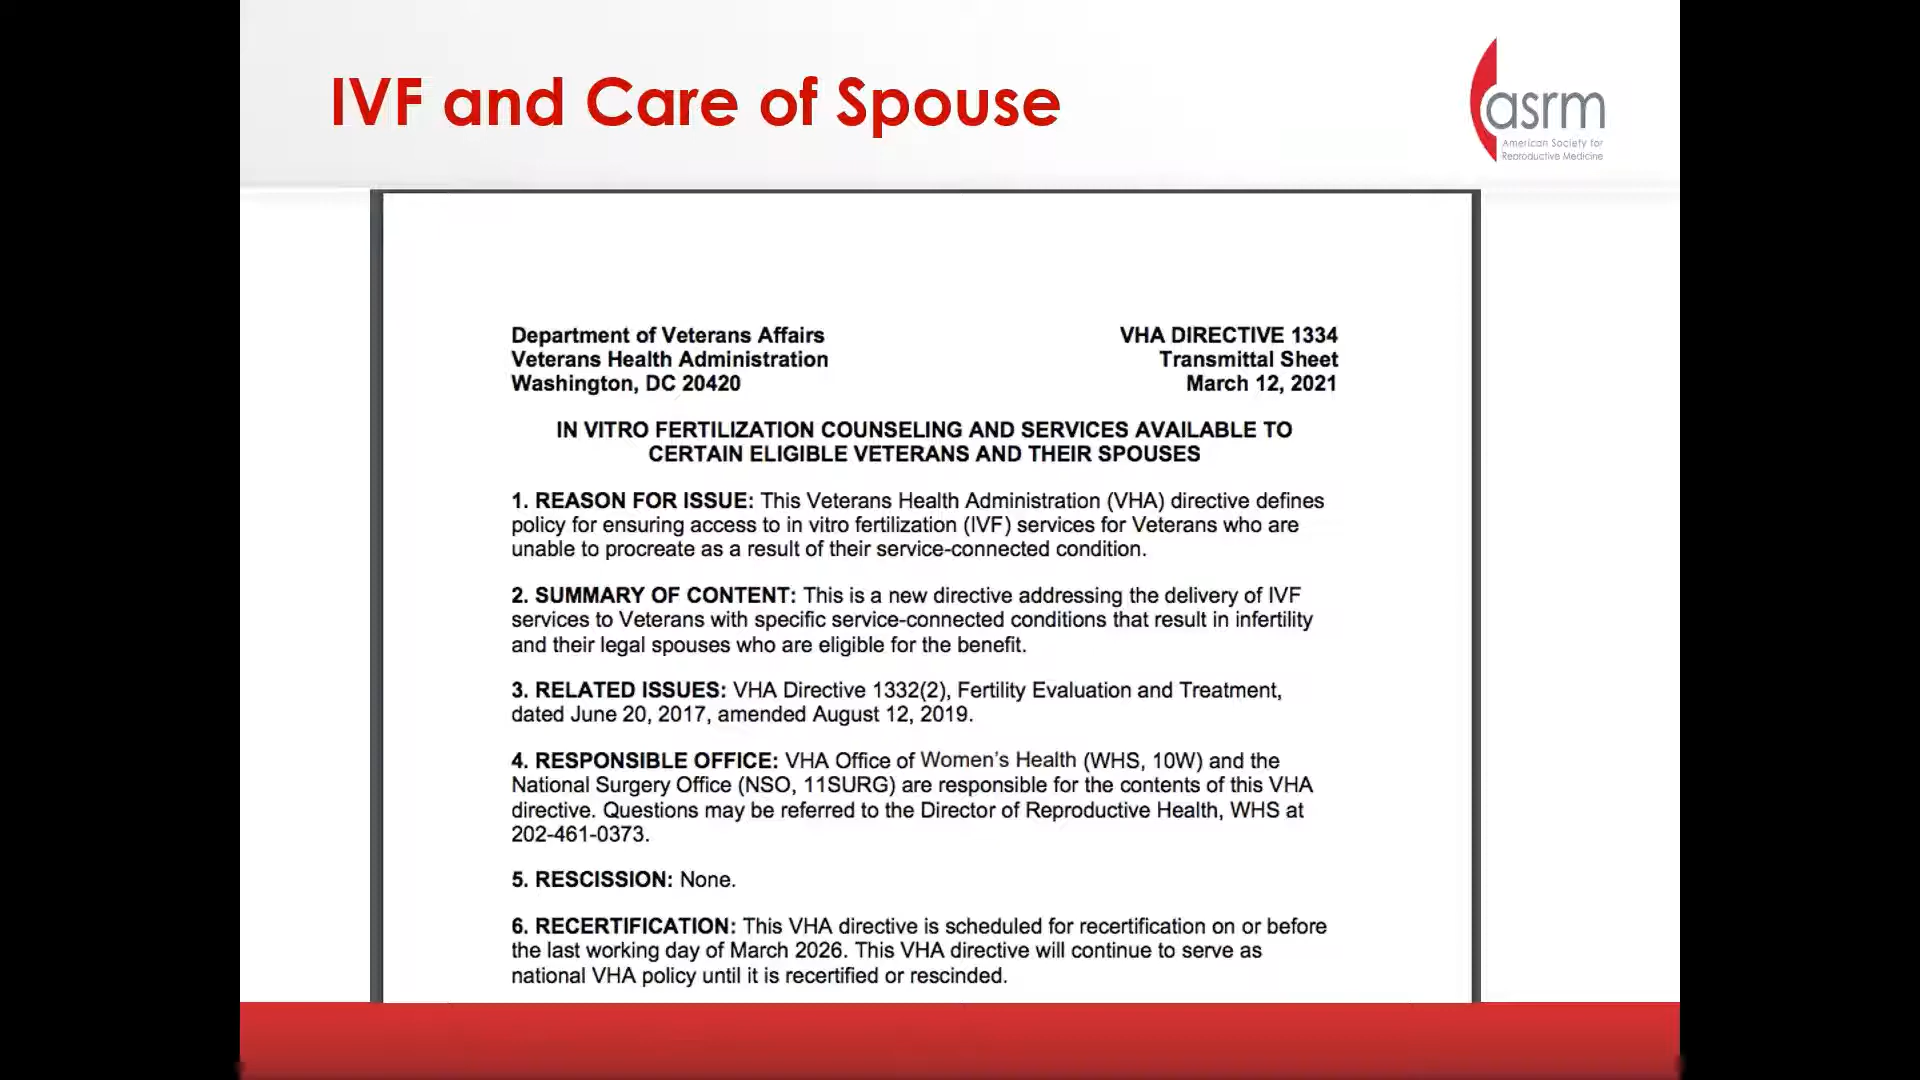 IVF and Care of Spouse
asrm
American Society for
Reproductive Medicine
Department of Veterans Affairs
Veterans Health Administration
Washington, DC 20420
VHA DIRECTIVE 1334
Transmittal Sheet
March 12, 2021
IN VITRO FERTILIZATION COUNSELING AND SERVICES AVAILABLE TO
CERTAIN ELIGIBLE VETERANS AND THEIR SPOUSES
1. REASON FOR ISSUE: This Veterans Health Administration (VHA) directive defines
policy for ensuring access to in vitro fertilization (IVF) services for Veterans who are
unable to procreate as a result of their service-connected condition.
2. SUMMARY OF CONTENT: This is a new directive addressing the delivery of IVF
services to Veterans with specific service-connected conditions that result in infertility
and their legal spouses who are eligible for the benefit.
3. RELATED ISSUES: VHA Directive 1332(2), Fertility Evaluation and Treatment,
dated June 20, 2017, amended August 12, 2019.
4. RESPONSIBLE OFFICE: VHA Office of Women's Health (WHS, 10W) and the
National Surgery Office (NSO, 11SURG) are responsible for the contents of this VHA
directive. Questions may be referred to the Director of Reproductive Health, WHS at
202-461-0373.
5. RESCISSION: None.
6. RECERTIFICATION: This VHA directive is scheduled for recertification on or before
the last working day of March 2026. This VHA directive will continue to serve as
national VHA policy until it is recertified or rescinded.